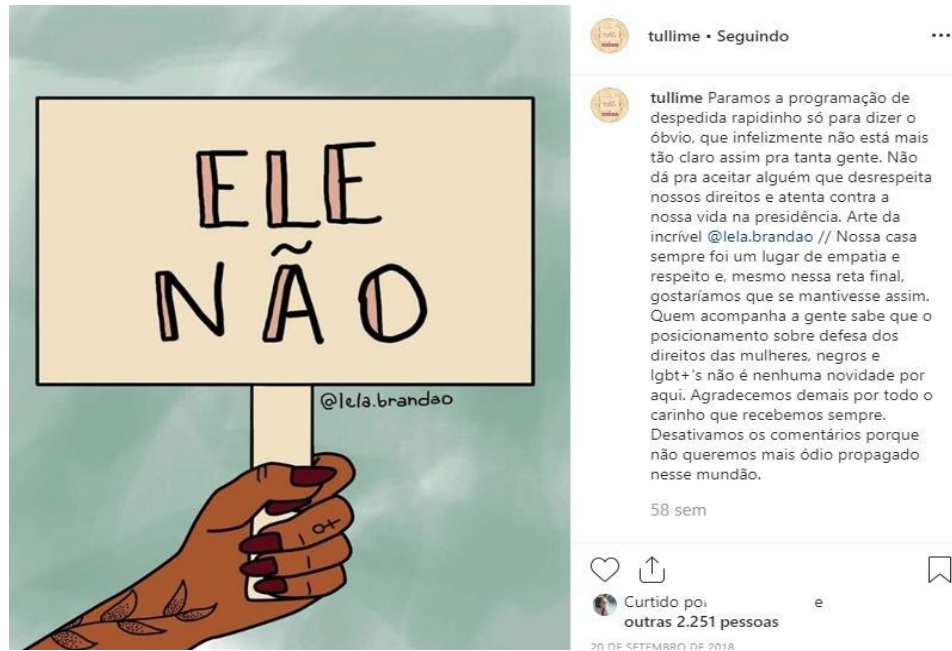 ELE
NÃO
@lela.brandao
tullime • Seguindo
tullime Paramos a programação de
despedida rapidinho só para dizer o
óbvio, que infelizmente não está mais
tão claro assim pra tanta gente. Não
dá pra aceitar alguém que desrespeita
nossos direitos e atenta contra a
nossa vida na presidência. Arte da
incrível @lela.brandao // Nossa casa
sempre foi um lugar de empatia e
respeito e, mesmo nessa reta final,
gostaríamos que se mantivesse assim.
Quem acompanha a gente sabe que o
posicionamento sobre defesa dos
direitos das mulheres, negros e
lgbt+'s não é nenhuma novidade por
aqui. Agradecemos demais por todo o
carinho que recebemos sempre.
Desativamos os comentários porque
não queremos mais ódio propagado
nesse mundão.
58 sem
Curtido por e
outras 2.251 pessoas
20 DE SETEMBRO DE 2018